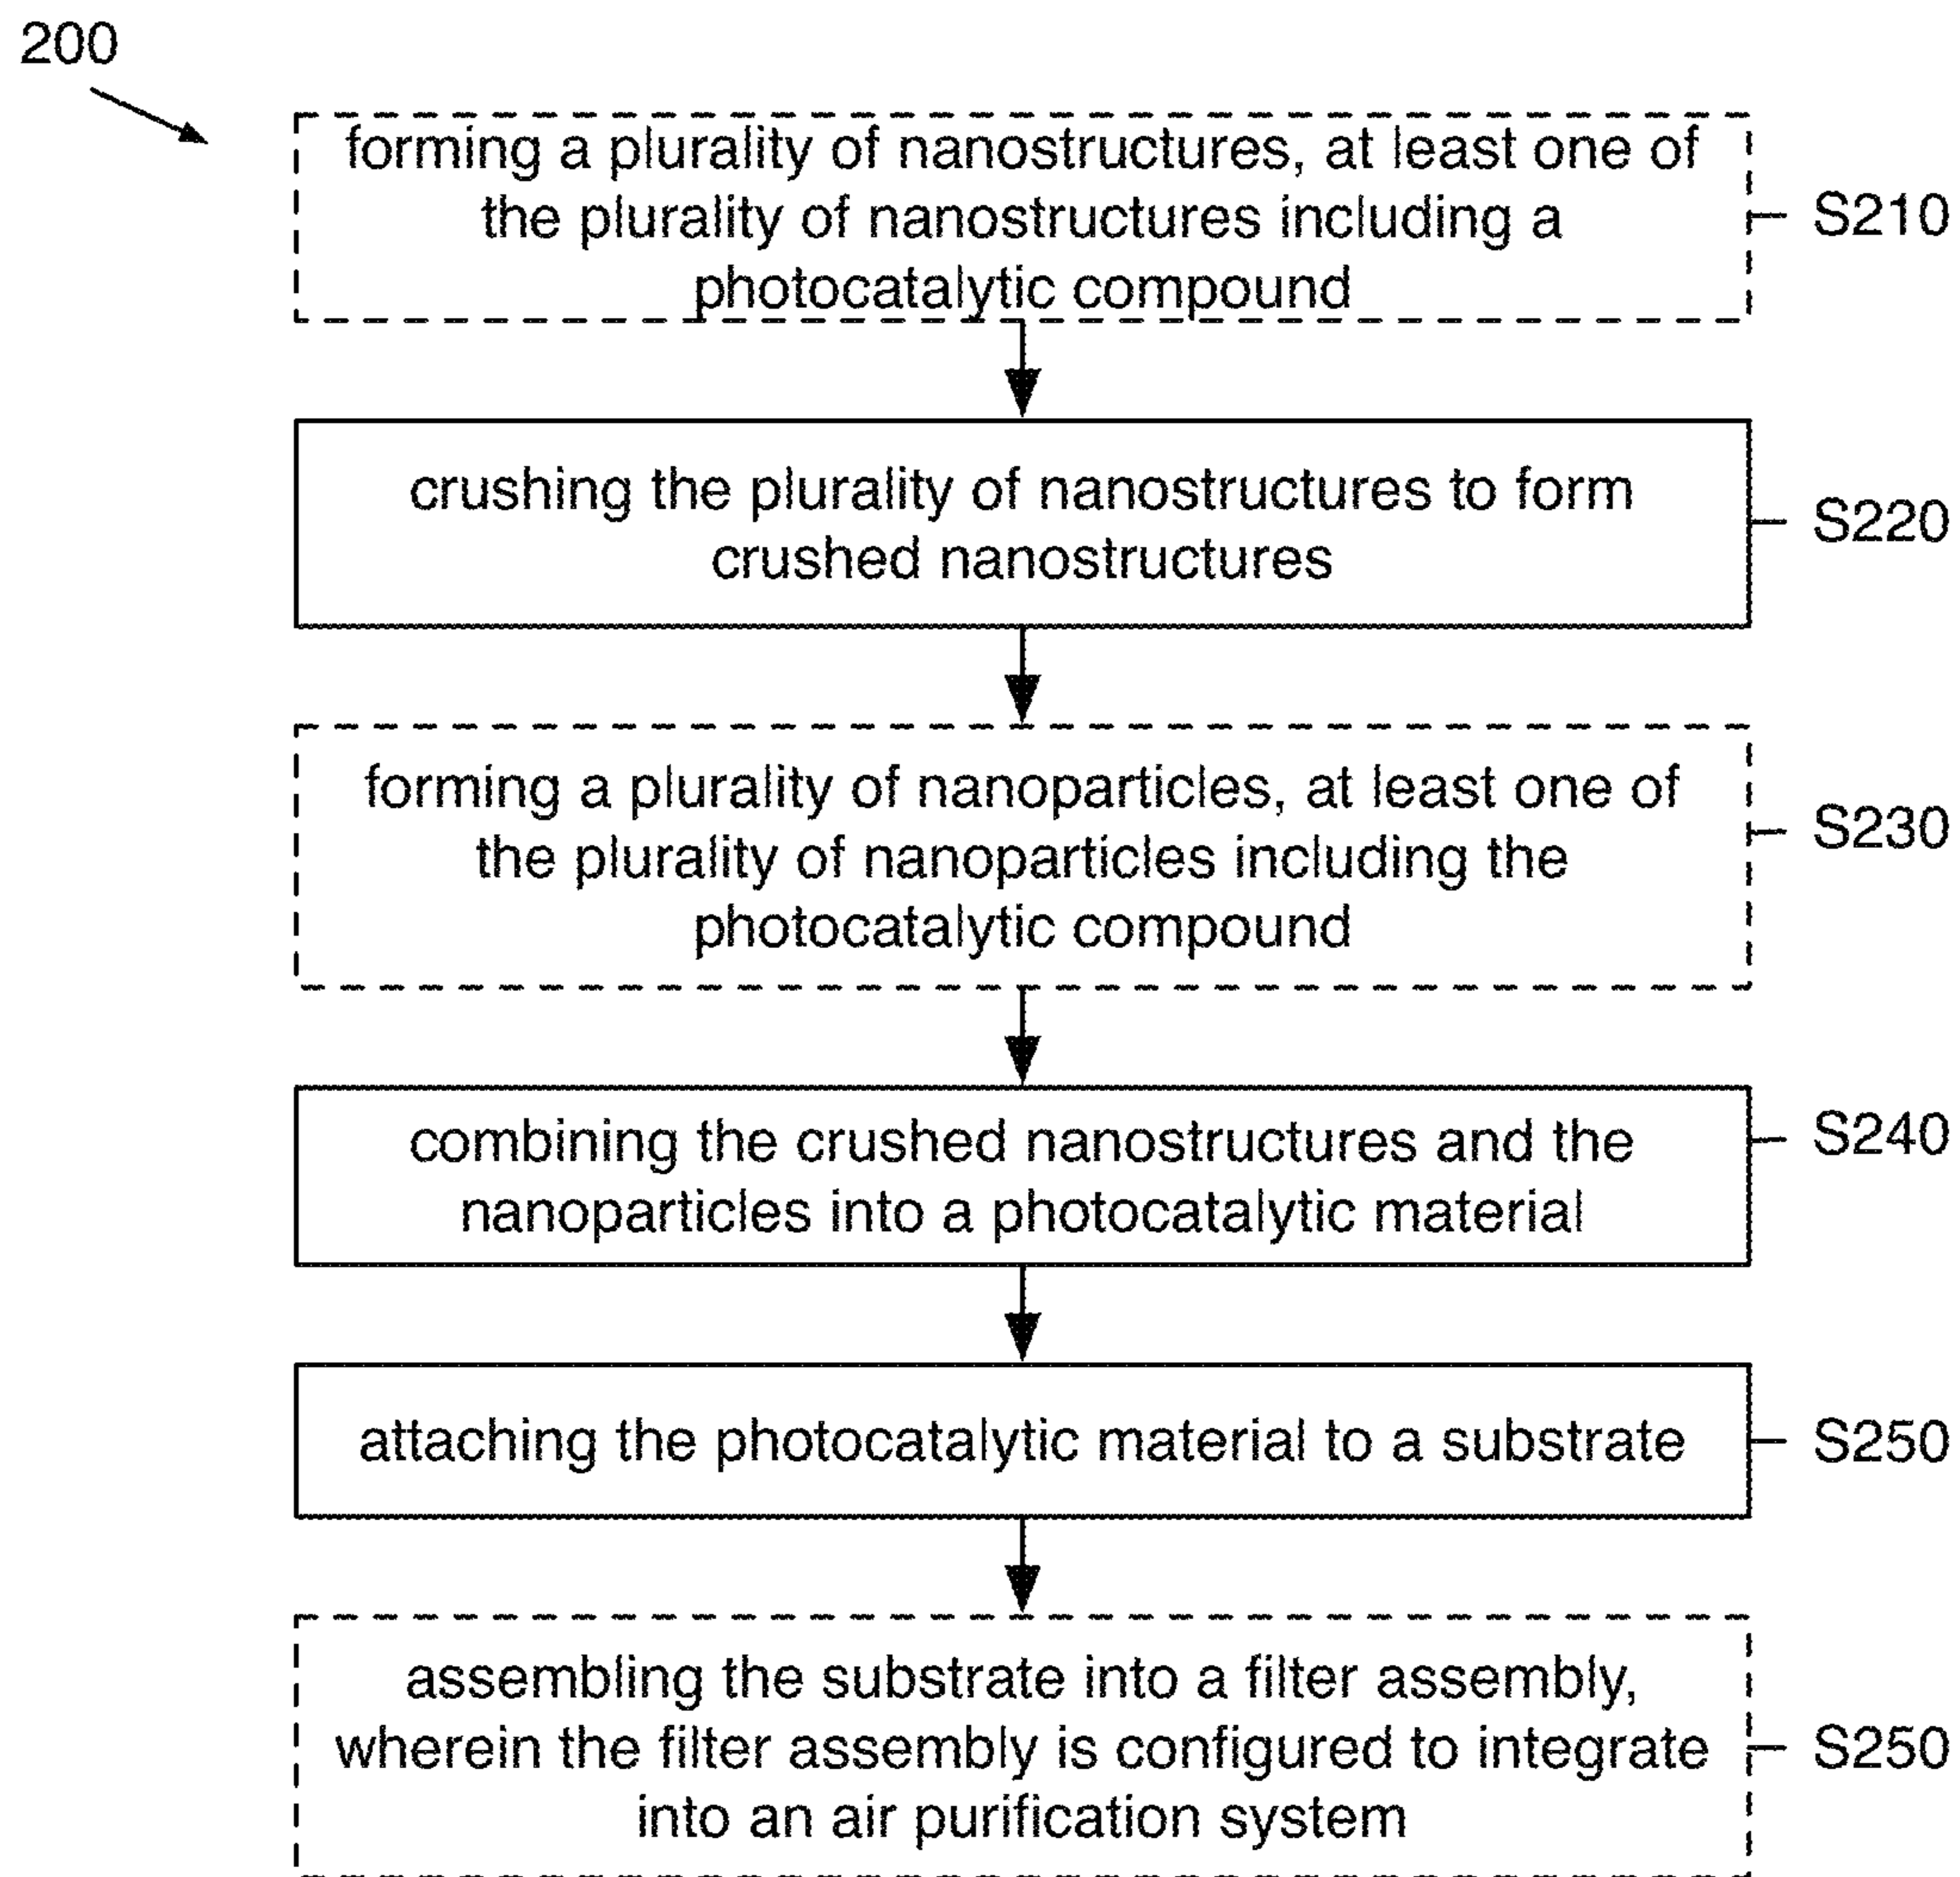 200
forming a plurality of nanostructures, at least one of
the plurality of nanostructures including a
photocatalytic compound
S210
crushing the plurality of nanostructures to form
crushed nanostructures
S220
forming a plurality of nanoparticles, at least one of
the plurality of nanoparticles including the
photocatalytic compound
S230
combining the crushed nanostructures and the
nanoparticles into a photocatalytic material
S240
attaching the photocatalytic material to a substrate
S250
assembling the substrate into a filter assembly,
wherein the filter assembly is configured to integrate
into an air purification system
S250